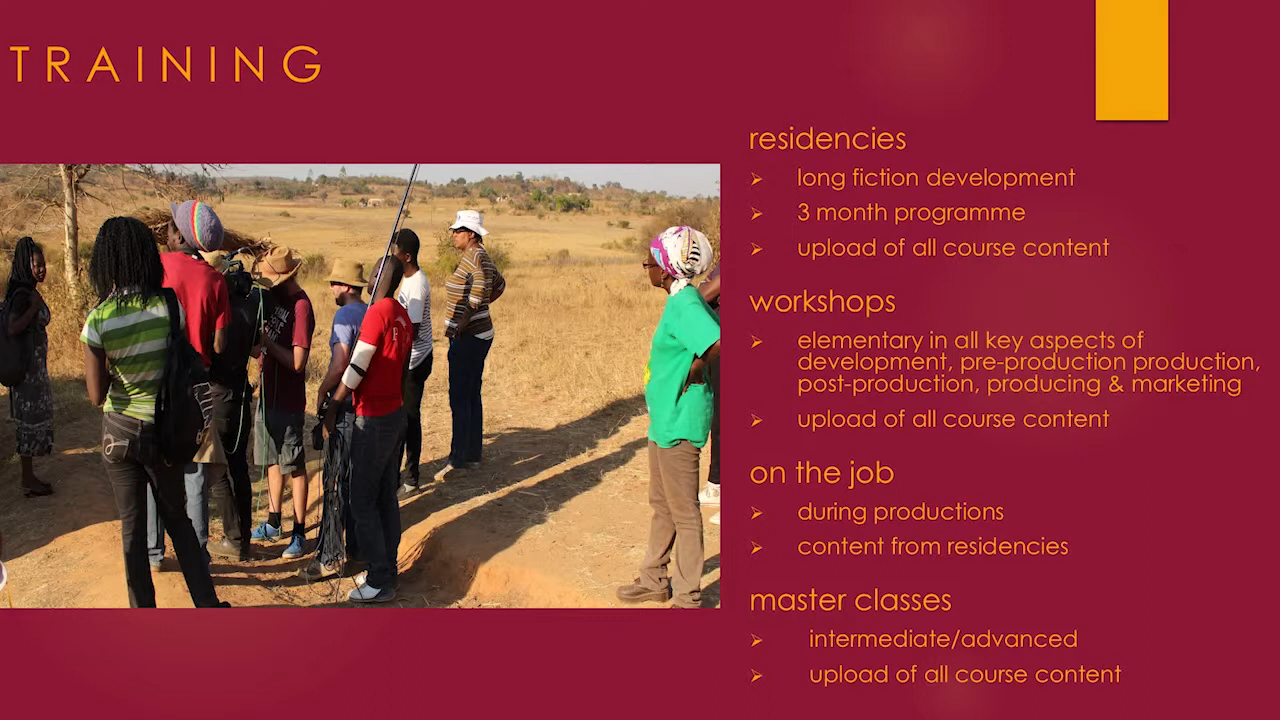 TRAINING
residencies
long fiction development
3 month programme
upload of all course content
workshops
elementary in all key aspects of
development, pre-production production,
post-production, producing & marketing
upload of all course content
on the job
during productions
content from residencies
master classes
intermediate/advanced
upload of all course content